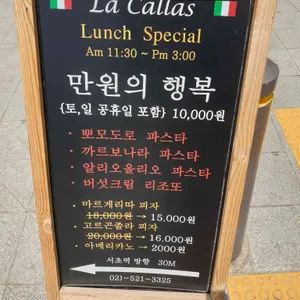 La Callas
Lunch Special
Am 11:30 ~ Pm 3:00
만원의 행복
{토,일 공휴일 포함} 10,000원
• 뽀모도로 파스타
• 까르보나라 파스타
• 알리오올리오 파스타
• 버섯크림 리조또
• 마르게리따 피자
18,000원 → 15,000원
• 고르곤졸라 피자
20,000원 → 16,000원
• 아메리카노 → 2000원
서초역 방향 30M
02)-521-3325